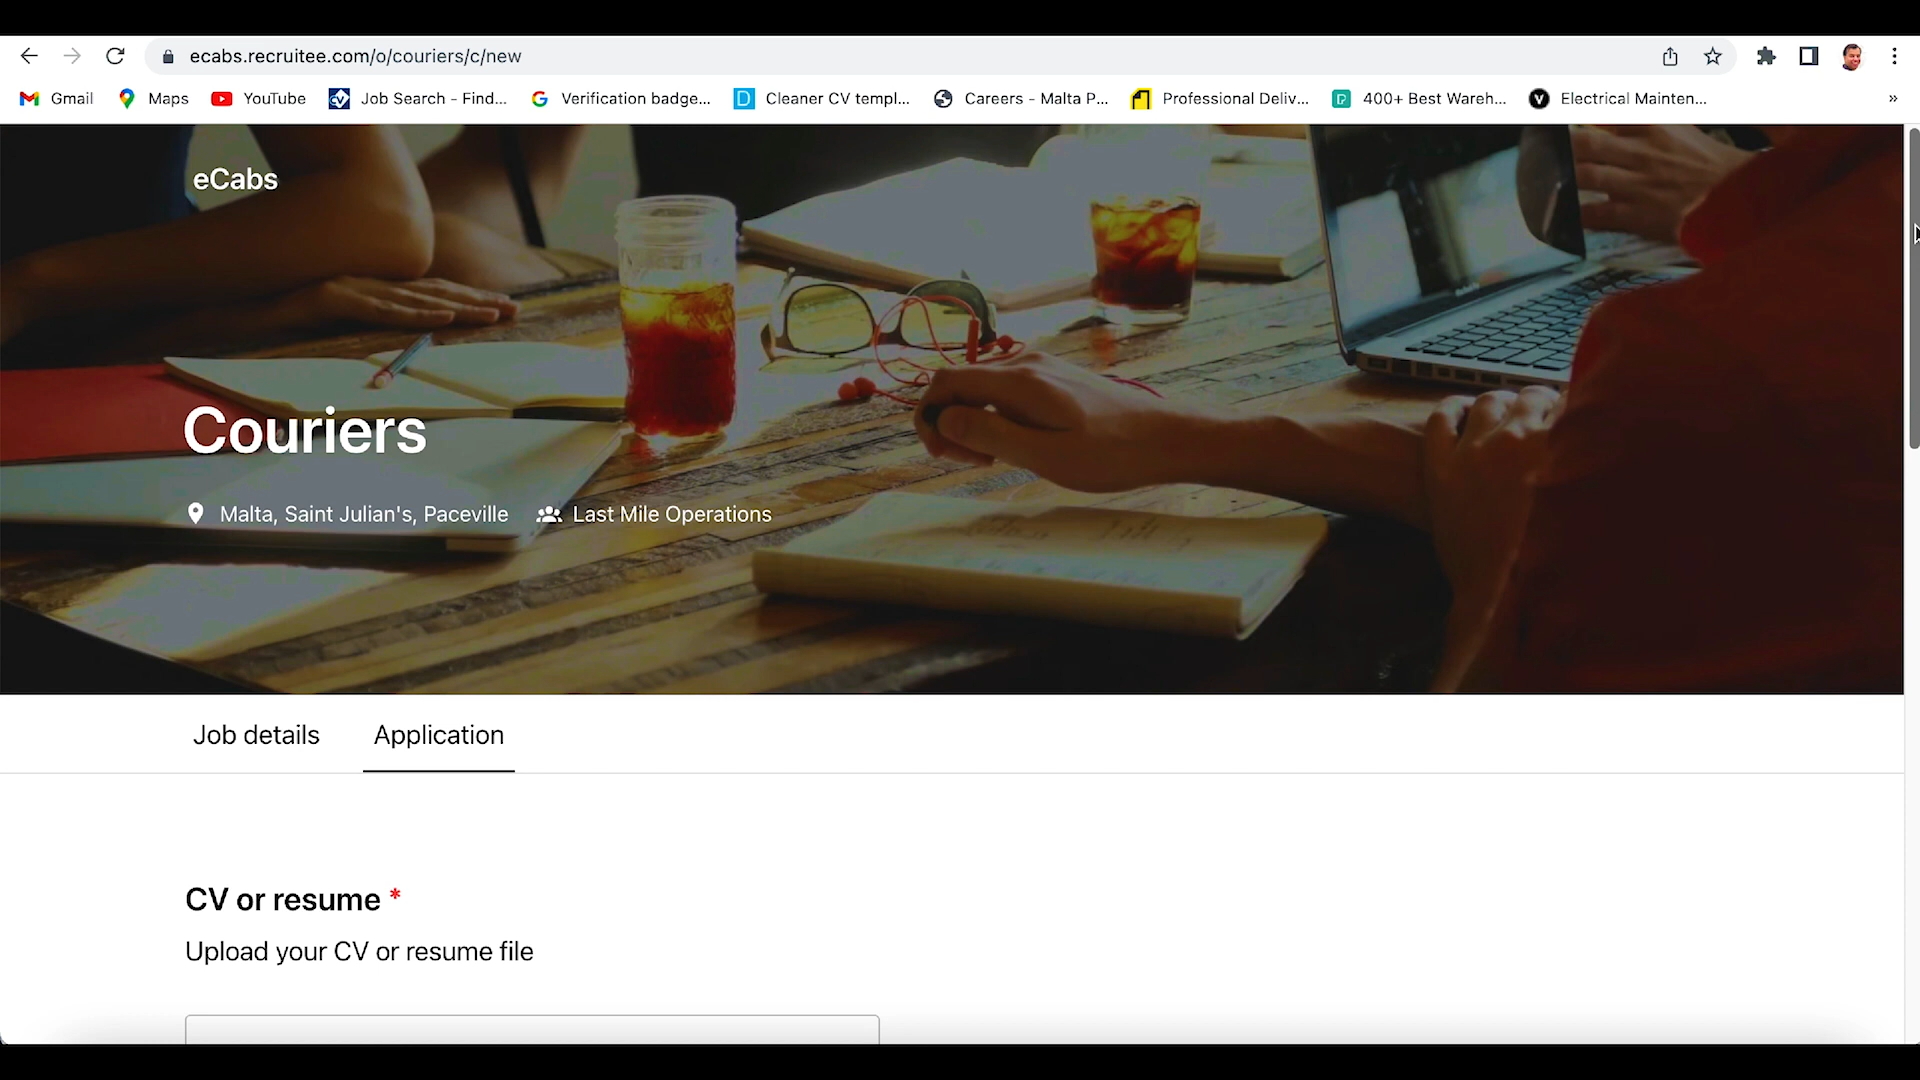 ecabs.recruitee.com/o/couriers/c/new
Gmail Maps YouTube Job Search - Find... Verification badge... Cleaner CV templ... Careers - Malta P... Professional Deliv... 400+ Best Wareh... Electrical Mainten... »
eCabs
Couriers
Malta, Saint Julian's, Paceville Last Mile Operations
Job details Application
CV or resume *
Upload your CV or resume file